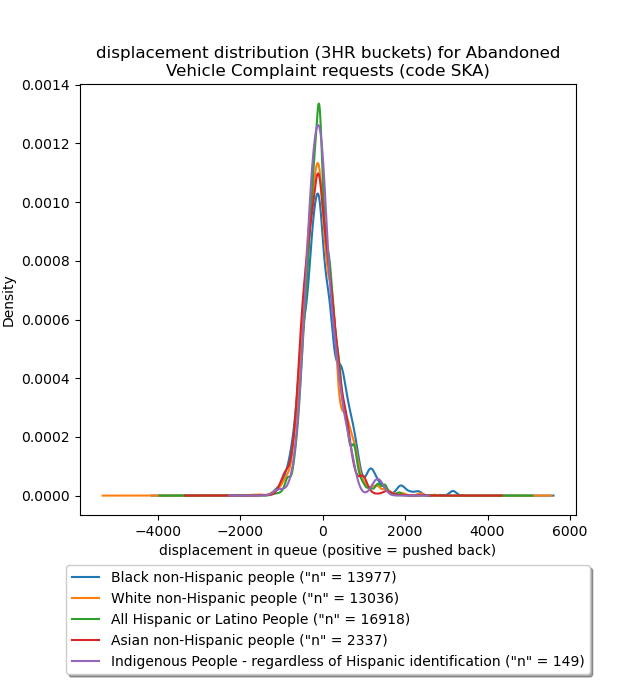 displacement distribution (3HR buckets) for Abandoned
Vehicle Complaint requests (code SKA)
0.0014
0.0012
0.0010
0.0008
0.0006
0.0004
0.0002
0.0000
Density
−4000 −2000 0 2000 4000 6000
displacement in queue (positive = pushed back)
Black non-Hispanic people ("n" = 13977)
White non-Hispanic people ("n" = 13036)
All Hispanic or Latino People ("n" = 16918)
Asian non-Hispanic people ("n" = 2337)
Indigenous People - regardless of Hispanic identification ("n" = 149)